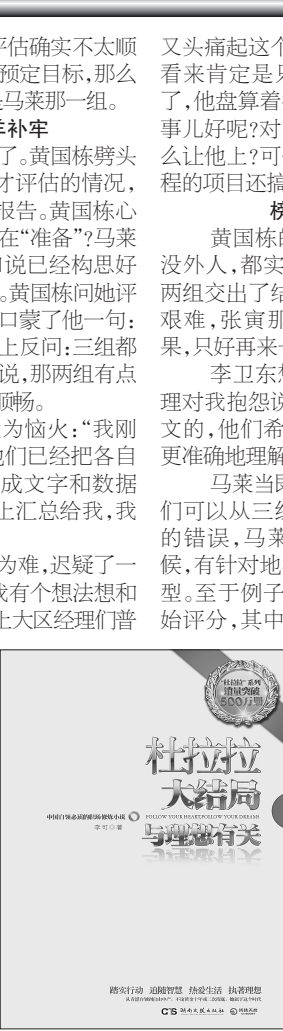 评估确实不太顺
预定目标,那么
是马莱那一组。
羊补牢
了。黄国栋劈头
才评估的情况,
报告。黄国栋心
在“准备”?马莱
口说已经构思好
。黄国栋问她评
口蒙了他一句:
上反问:三组都
说,那两组有点
顺畅。
为恼火:“我刚
他们已经把各自
成文字和数据
上汇总给我,我
为难,迟疑了一
我有个想法想和
上大区经理们普
又头痛起这个
看来肯定是只
了,他盘算着
事儿好呢?对
么让他上?可
程的项目还搞
榜
黄国栋的
没外人,都实
两组交出了结
艰难,张寅那
果,只好再来一
李卫东想
理对我抱怨说
文的,他们希
更准确地理解
马莱当即
们可以从三组
的错误,马莱
候,有针对地
型。至于例子
始评分,其中
“杜拉拉”系列
销量突破
500万册
杜拉拉
大结局
中国白领必读的职场修炼小说
FOLLOW YOUR HEART,FOLLOW YOUR DREAMS
李可◎著
与理想有关
踏实行动 追随智慧 热爱生活 执著理想
CS 湖南文艺出版社 博集天卷